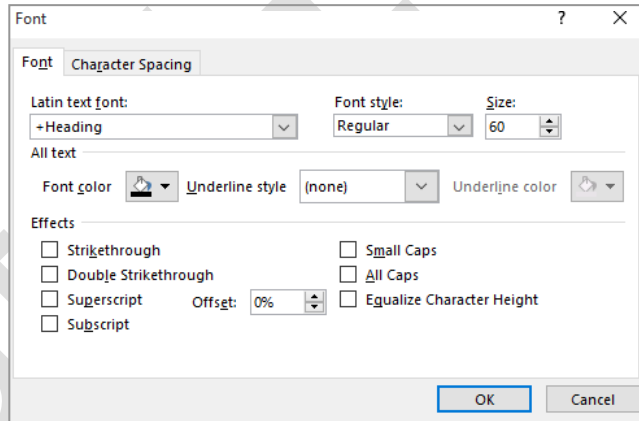 Font ?
Font Character Spacing
Latin text font: Font style: Size:
+Heading Regular 60
All text
Font color Underline style (none) Underline color
Effects
Strikethrough Small Caps
Double Strikethrough All Caps
Superscript Offset: 0% Equalize Character Height
Subscript
OK Cancel